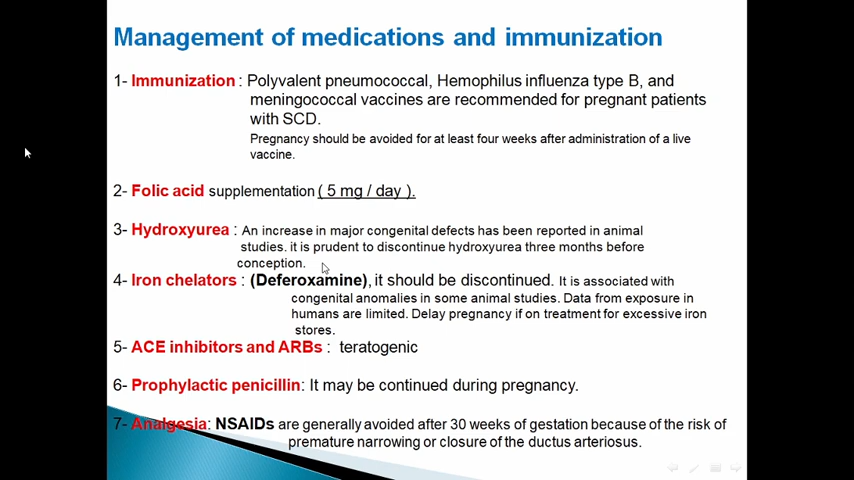 Management of medications and immunization
1- Immunization : Polyvalent pneumococcal, Hemophilus influenza type B, and
meningococcal vaccines are recommended for pregnant patients
with SCD.
Pregnancy should be avoided for at least four weeks after administration of a live
vaccine.
2- Folic acid supplementation ( 5 mg / day ).
3- Hydroxyurea : An increase in major congenital defects has been reported in animal
studies. it is prudent to discontinue hydroxyurea three months before
conception.
4- Iron chelators : (Deferoxamine), it should be discontinued. It is associated with
congenital anomalies in some animal studies. Data from exposure in
humans are limited. Delay pregnancy if on treatment for excessive iron
stores.
5- ACE inhibitors and ARBs : teratogenic
6- Prophylactic penicillin: It may be continued during pregnancy.
7- Analgesia: NSAIDs are generally avoided after 30 weeks of gestation because of the risk of
premature narrowing or closure of the ductus arteriosus.